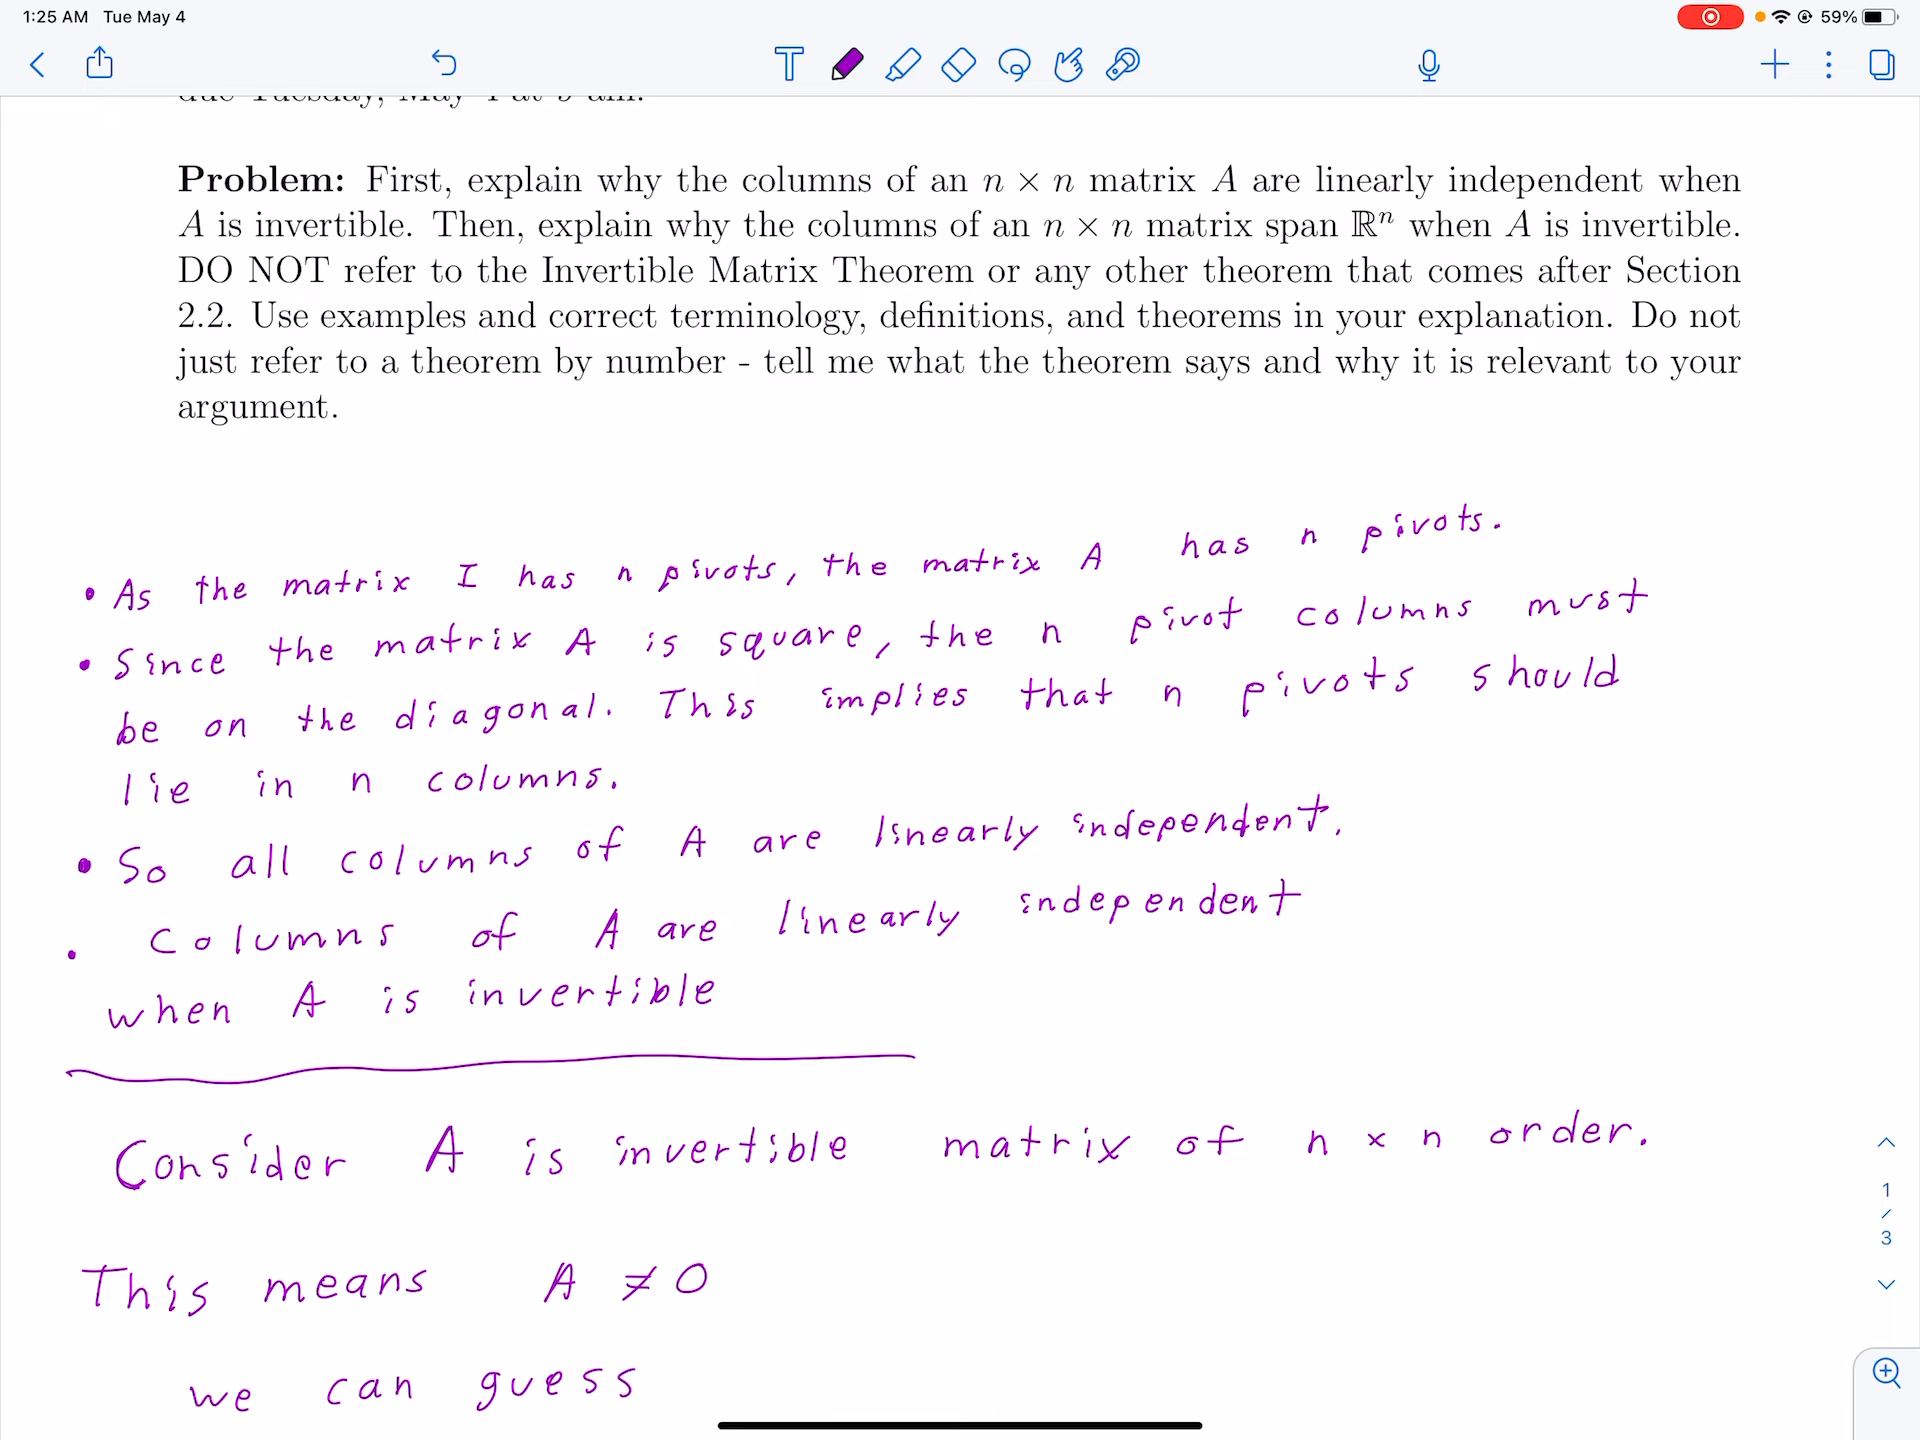 1:25 AM Tue May 4
59%
due Tuesday, May 4 at 9 am.
Problem: First, explain why the columns of an n × n matrix A are linearly independent when
A is invertible. Then, explain why the columns of an n × n matrix span ℝⁿ when A is invertible.
DO NOT refer to the Invertible Matrix Theorem or any other theorem that comes after Section
2.2. Use examples and correct terminology, definitions, and theorems in your explanation. Do not
just refer to a theorem by number - tell me what the theorem says and why it is relevant to your
argument.
• As the matrix I has n pivots, the matrix A has n pivots.
• Since the matrix A is square, the n pivot columns must
be on the diagonal. This implies that n pivots should
lie in n columns.
• So all columns of A are linearly independent.
• Columns of A are linearly independent
when A is invertible
Consider A is invertible matrix of n × n order.
This means A ≠ 0
we can guess
1
/
3